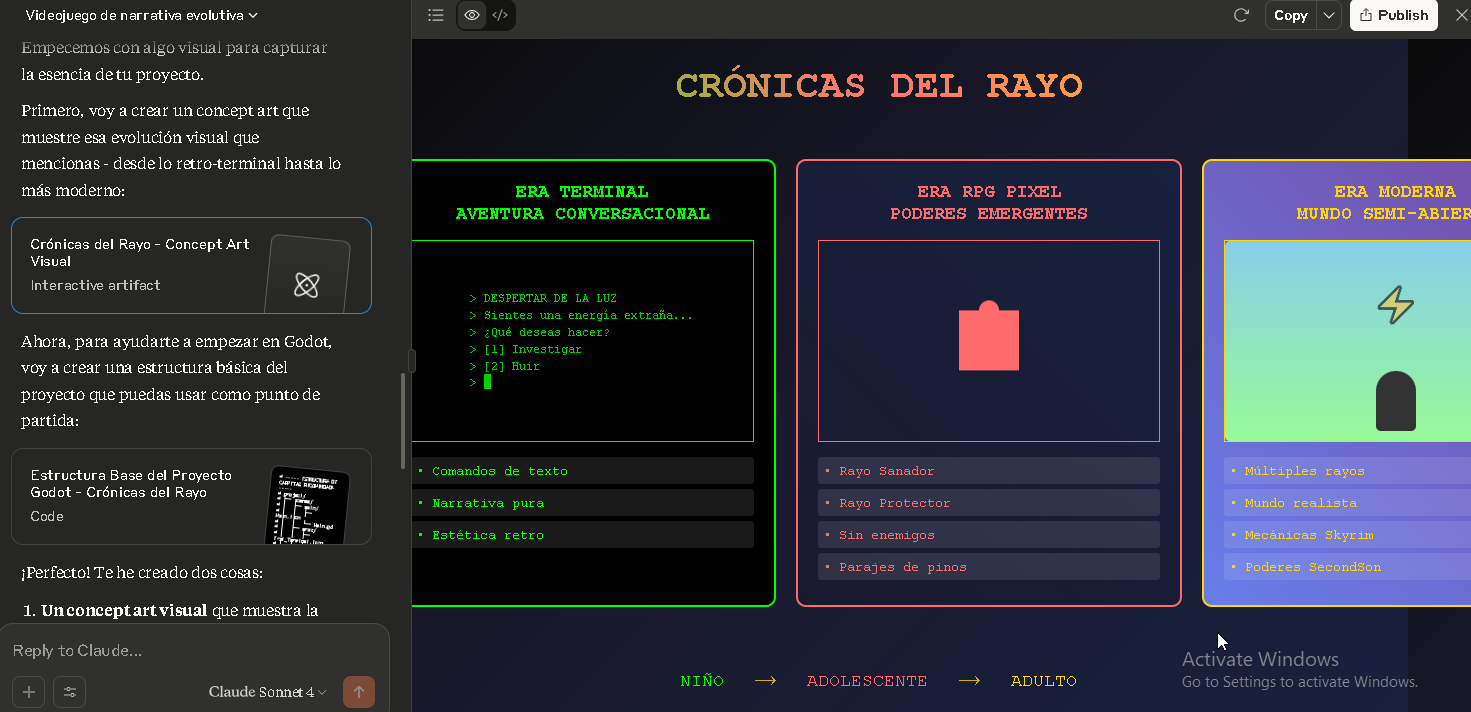 Videojuego de narrativa evolutiva
Empecemos con algo visual para capturar
la esencia de tu proyecto.
Primero, voy a crear un concept art que
muestre esa evolución visual que
mencionas - desde lo retro-terminal hasta lo
más moderno:
Crónicas del Rayo - Concept Art
Visual
Interactive artifact
Ahora, para ayudarte a empezar en Godot,
voy a crear una estructura básica del
proyecto que puedas usar como punto de
partida:
Estructura Base del Proyecto
Godot - Crónicas del Rayo
Code
¡Perfecto! Te he creado dos cosas:
1. Un concept art visual que muestra la
Reply to Claude...
Claude Sonnet 4
Copy
Publish
CRÓNICAS DEL RAYO
ERA TERMINAL
AVENTURA CONVERSACIONAL
> DESPERTAR DE LA LUZ
> Sientes una energía extraña...
> ¿Qué deseas hacer?
> [1] Investigar
> [2] Huir
>
• Comandos de texto
• Narrativa pura
• Estética retro
ERA RPG PIXEL
PODERES EMERGENTES
• Rayo Sanador
• Rayo Protector
• Sin enemigos
• Parajes de pinos
ERA MODERNA
MUNDO SEMI-ABIER
• Múltiples rayos
• Mundo realista
• Mecánicas Skyrim
• Poderes SecondSon
NIÑO → ADOLESCENTE → ADULTO
Activate Windows
Go to Settings to activate Windows.